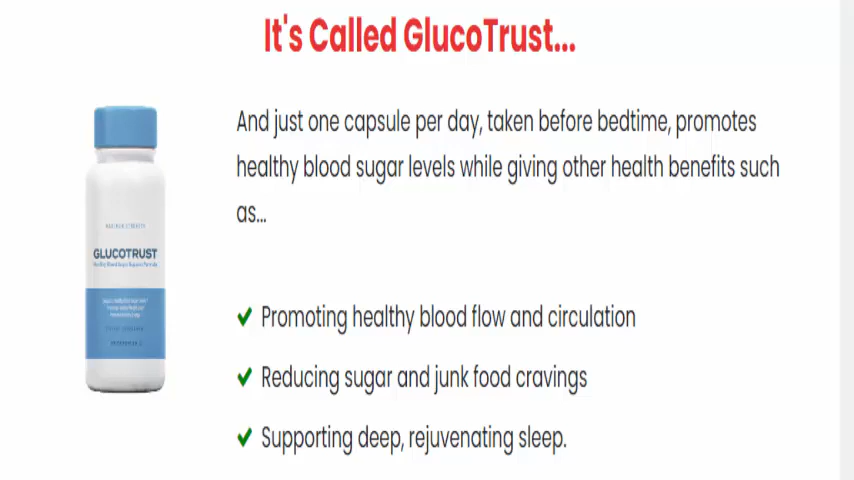 It's Called GlucoTrust...
And just one capsule per day, taken before bedtime, promotes
healthy blood sugar levels while giving other health benefits such
as...
GLUCOTRUST
Promoting healthy blood flow and circulation
Reducing sugar and junk food cravings
Supporting deep, rejuvenating sleep.